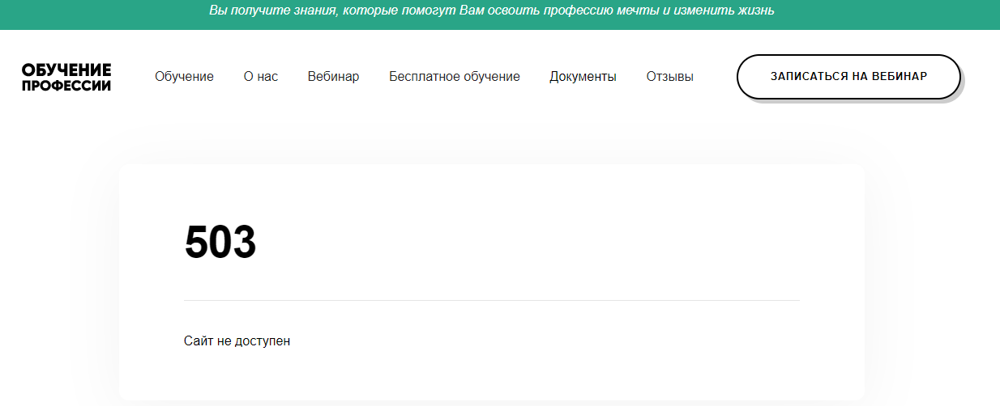 Вы получите знания, которые помогут Вам освоить профессию мечты и изменить жизнь
ОБУЧЕНИЕ
ПРОФЕССИИ
Обучение
О нас
Вебинар
Бесплатное обучение
Документы
Отзывы
ЗАПИСАТЬСЯ НА ВЕБИНАР
503
Сайт не доступен